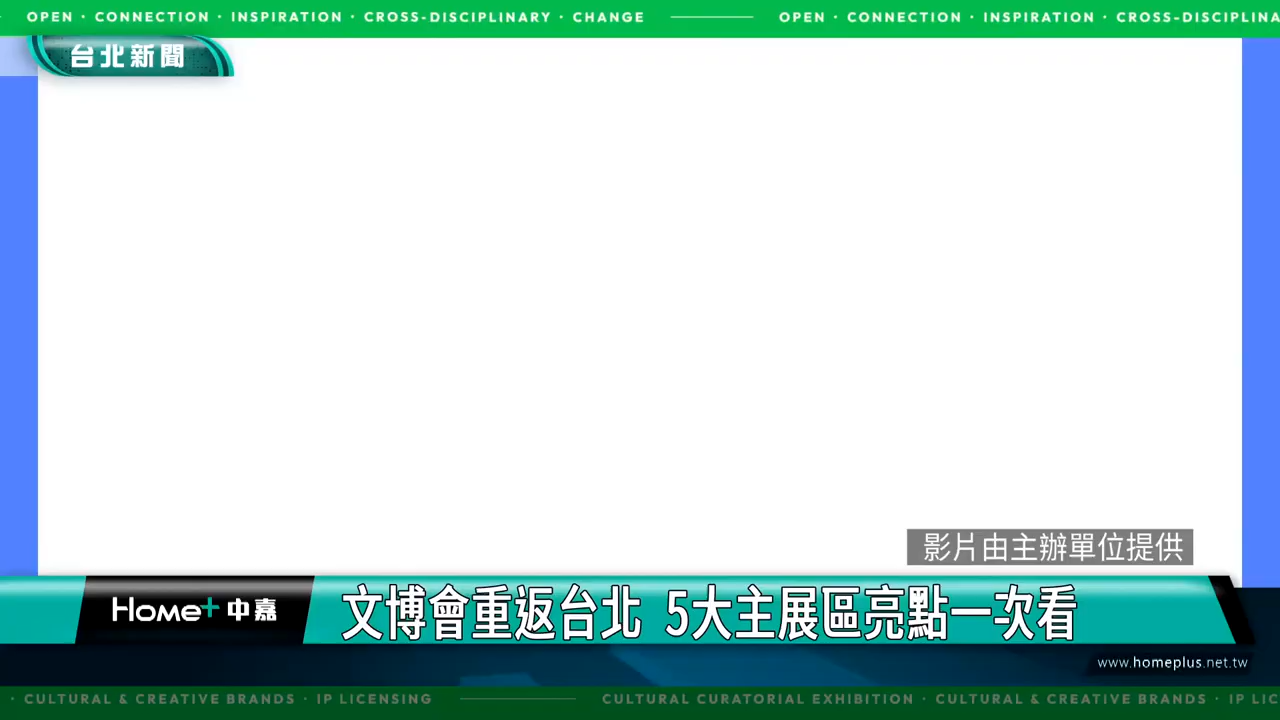 OPEN · CONNECTION · INSPIRATION · CROSS-DISCIPLINARY · CHANGE OPEN · CONNECTION · INSPIRATION · CROSS-DISCIPLINA
台北新聞
影片由主辦單位提供
Home+中嘉 文博會重返台北 5大主展區亮點一次看
www.homeplus.net.tw
· CULTURAL & CREATIVE BRANDS · IP LICENSING CULTURAL CURATORIAL EXHIBITION · CULTURAL & CREATIVE BRANDS · IP LIC